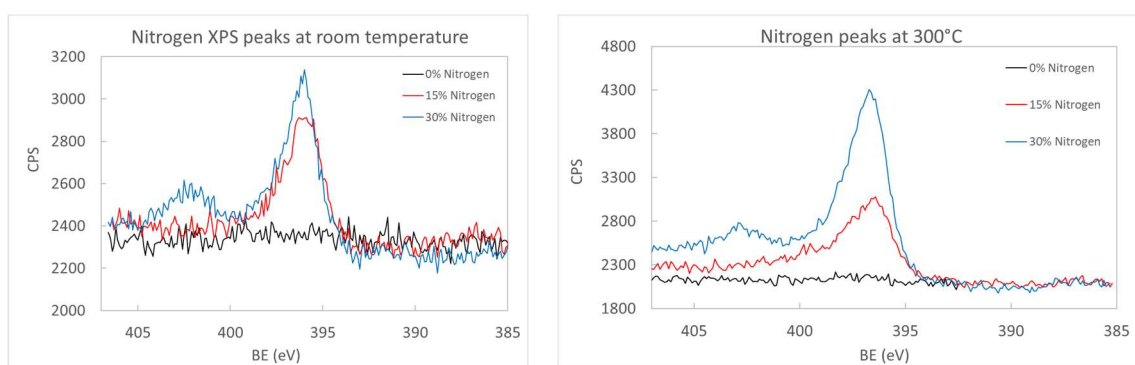 Nitrogen XPS peaks at room temperature
3200
3000
2800
2600
2400
2200
2000
CPS
405
400
395
390
385
BE (eV)
0% Nitrogen
15% Nitrogen
30% Nitrogen
Nitrogen peaks at 300°C
4800
4300
3800
3300
2800
2300
1800
CPS
405
400
395
390
385
BE (eV)
0% Nitrogen
15% Nitrogen
30% Nitrogen